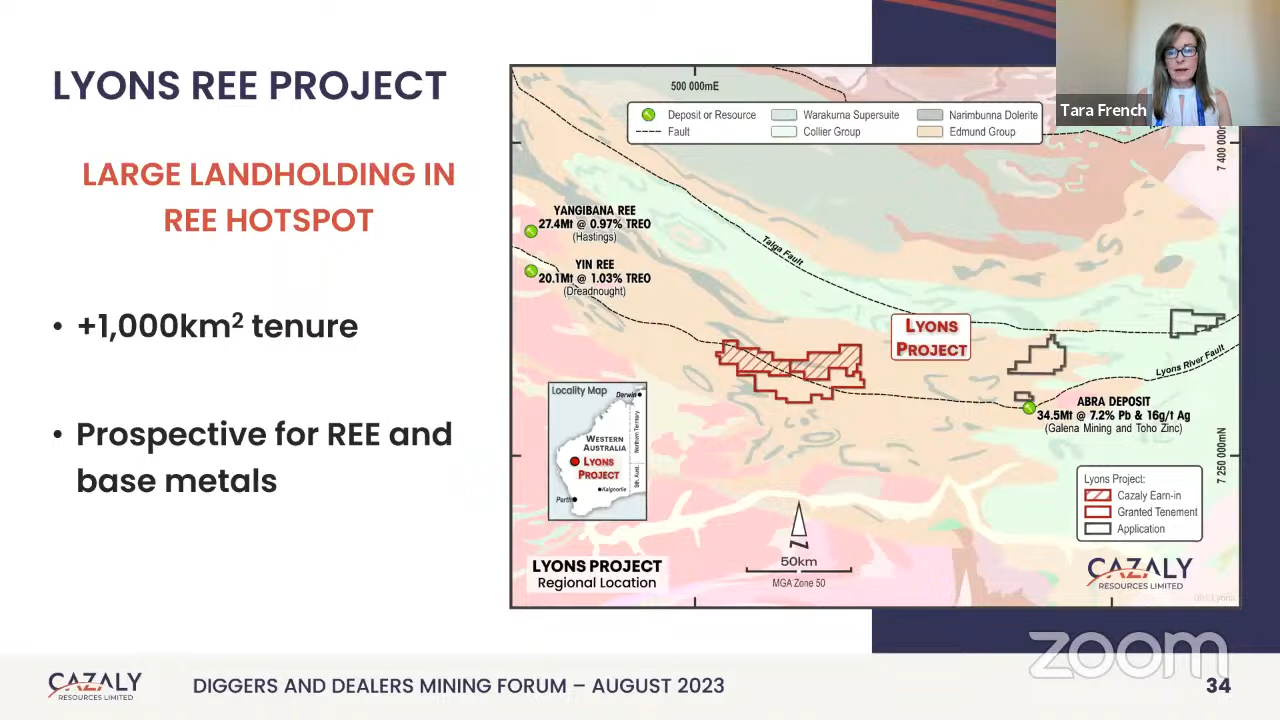 LYONS REE PROJECT
LARGE LANDHOLDING IN
REE HOTSPOT
• +1,000km² tenure
• Prospective for REE and
base metals
500 000mE
Deposit or Resource
Fault
Warakurna Supersuite
Collier Group
Narimbunna Dolerite
Edmund Group
Tara French
7 400 000m
YANGIBANA REE
27.4Mt @ 0.97% TREO
(Hastings)
YIN REE
20.1Mt @ 1.03% TREO
(Dreadnought)
Talga Fault
LYONS
PROJECT
Lyons River Fault
ABRA DEPOSIT
34.5Mt @ 7.2% Pb & 16g/t Ag
(Galena Mining and Toho Zinc)
7 250 000mN
Locality Map
Darwin
WESTERN
AUSTRALIA
Northern Territory
LYONS
PROJECT
Sth. Aust.
Kalgoorlie
Perth
Lyons Project:
Cazaly Earn-in
Granted Tenement
Application
LYONS PROJECT
Regional Location
N
50km
MGA Zone 50
CAZALY
RESOURCES LIMITED
zoom
CAZALY
RESOURCES LIMITED
DIGGERS AND DEALERS MINING FORUM – AUGUST 2023
34